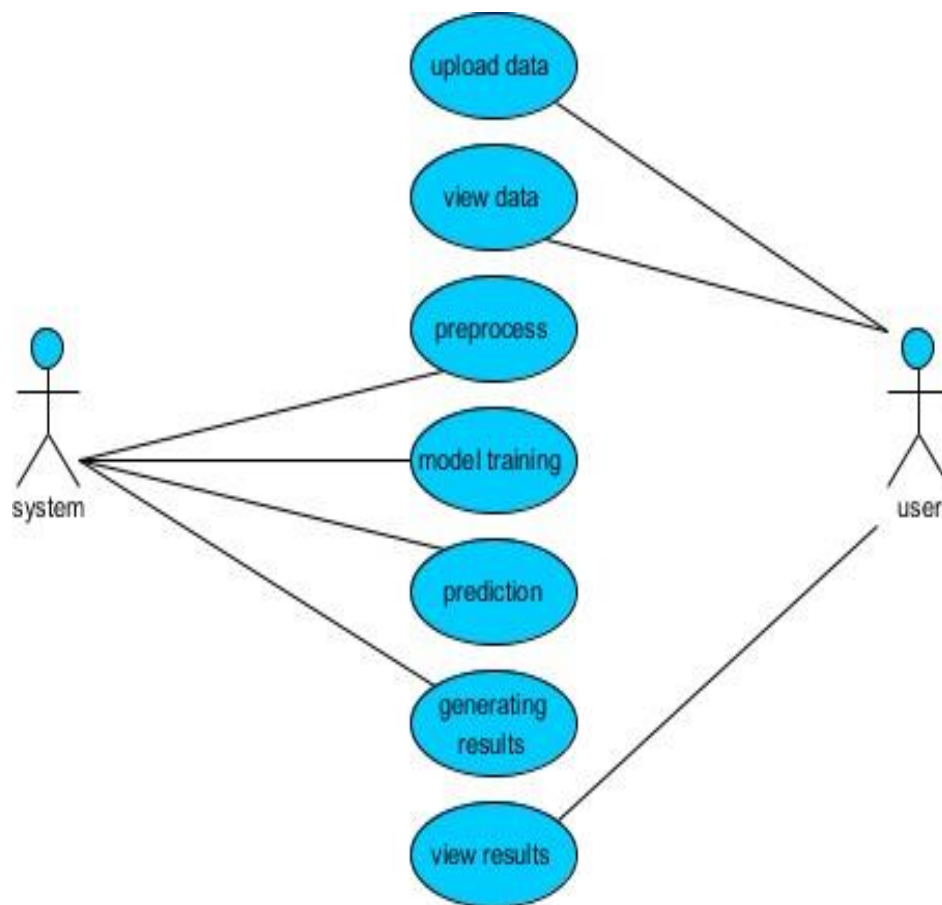 upload data
view data
preprocess
system
user
model training
prediction
generating
results
view results